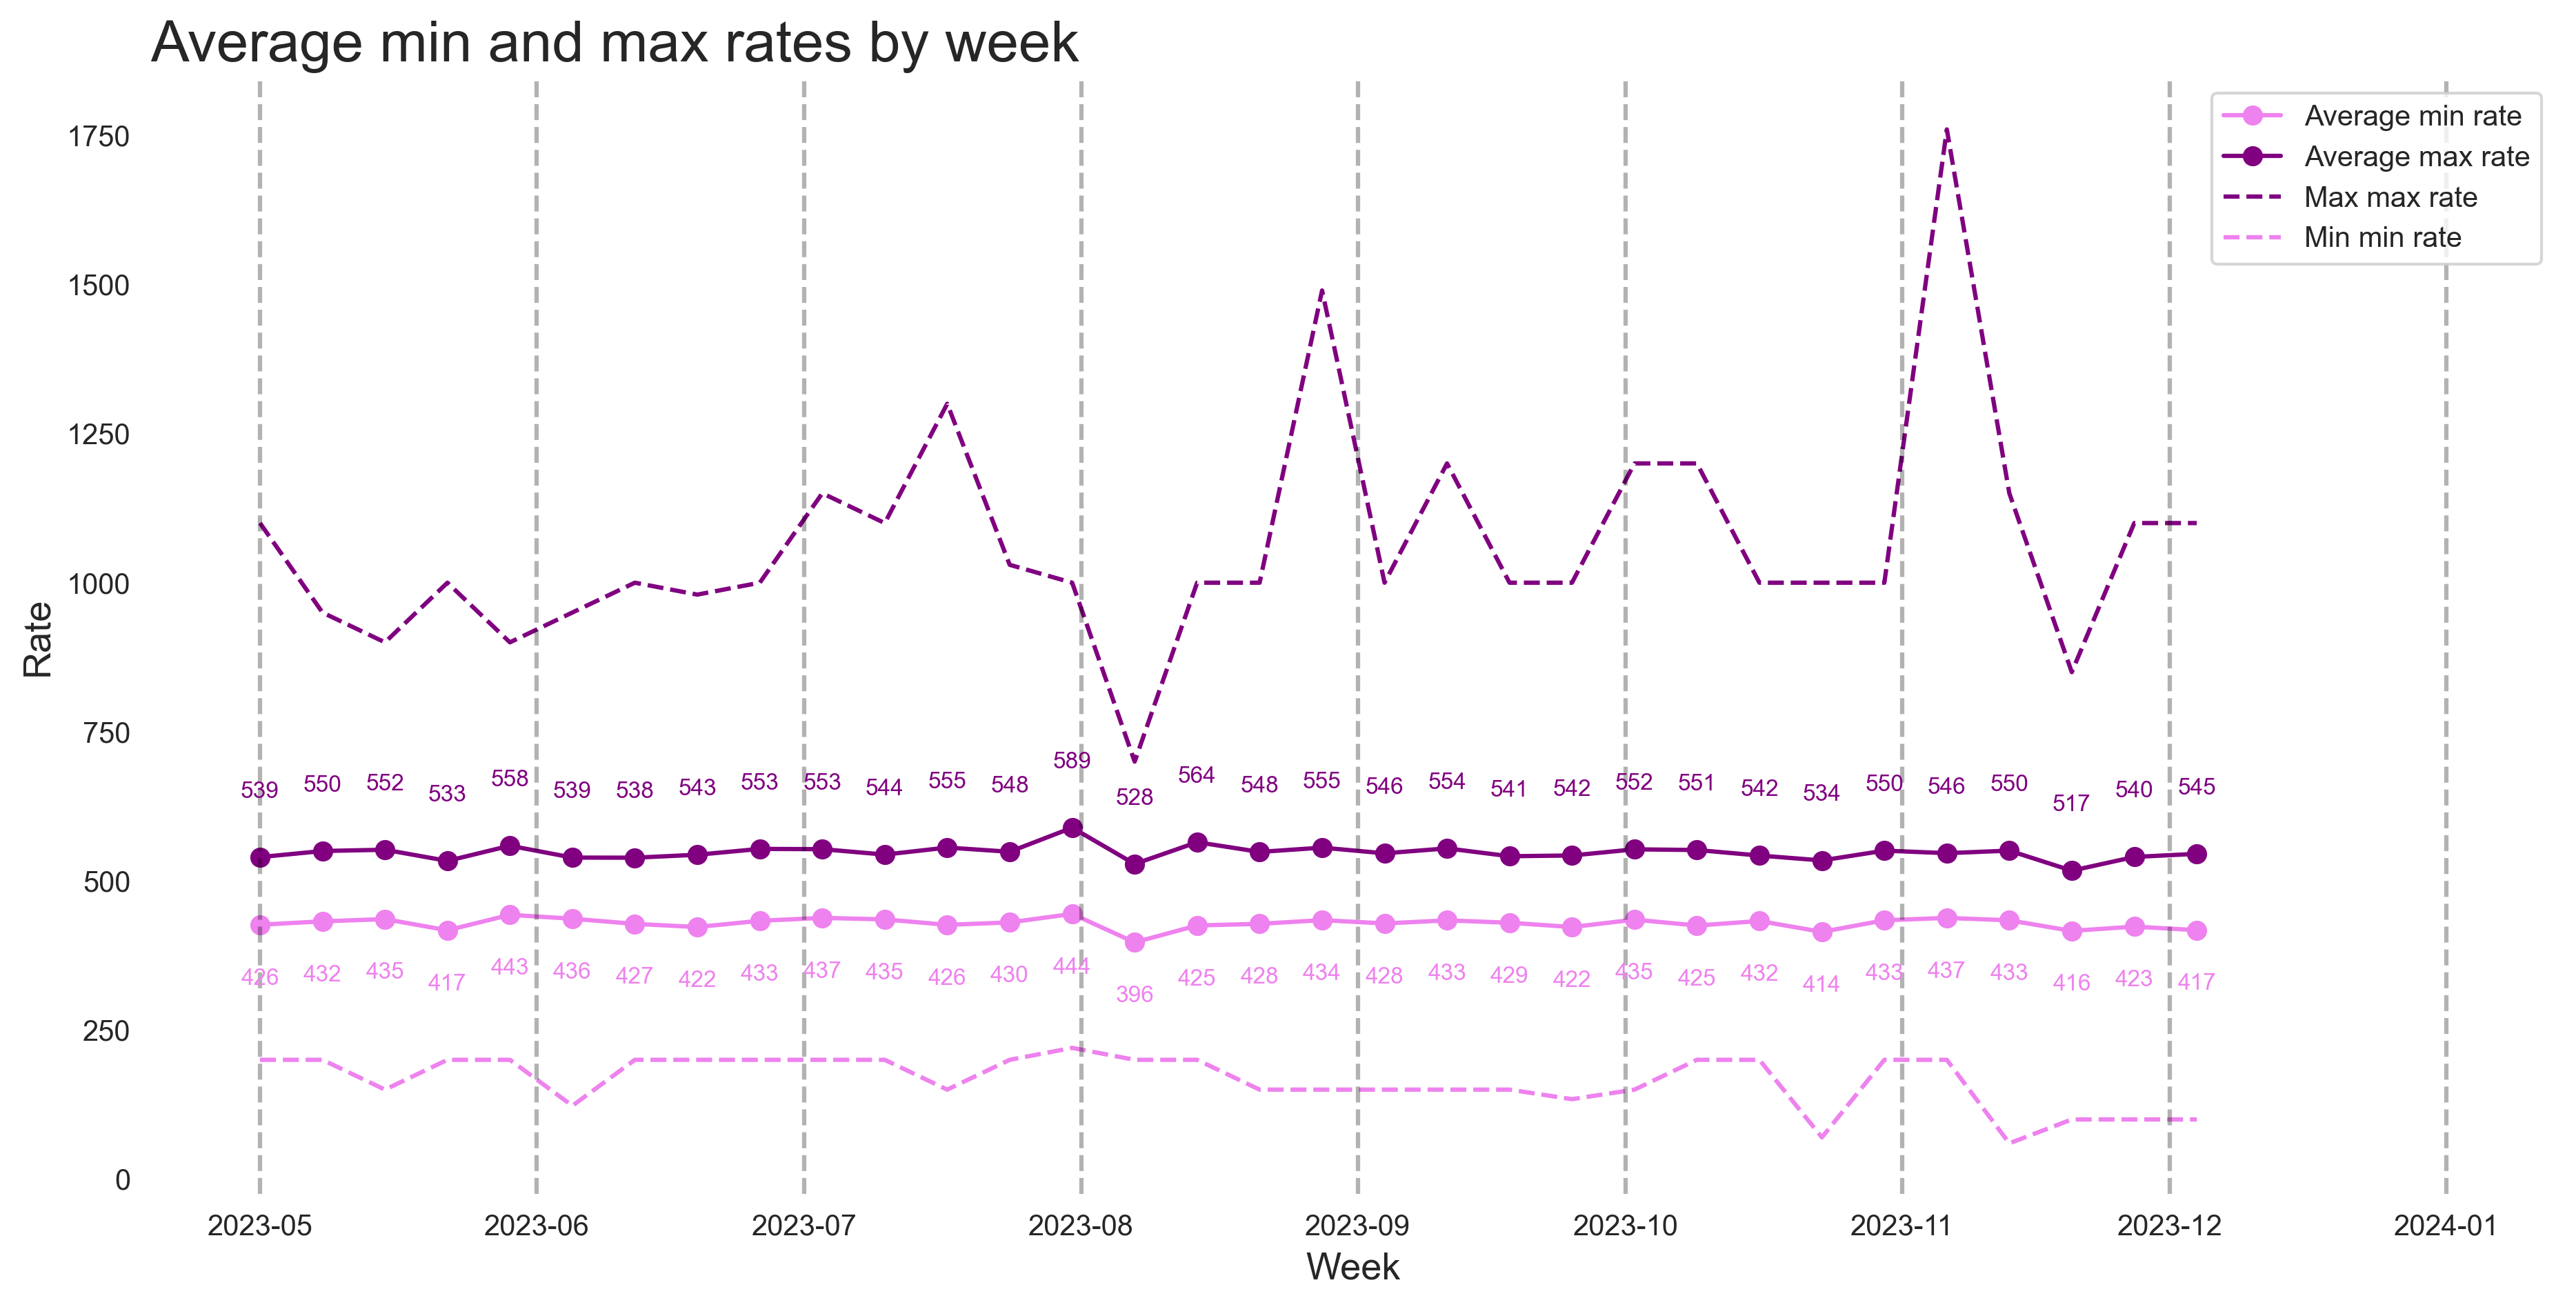 Average min and max rates by week
Average min rate
Average max rate
Max max rate
Min min rate
Rate
1750
1500
1250
1000
750
500
250
0
539 550 552 533 558 539 538 543 553 553 544 555 548 589 528 564 548 555 546 554 541 542 552 551 542 534 550 546 550 517 540 545
426 432 435 417 443 436 427 422 433 437 435 426 430 444 396 425 428 434 428 433 429 422 435 425 432 414 433 437 433 416 423 417
2023-05 2023-06 2023-07 2023-08 2023-09 2023-10 2023-11 2023-12 2024-01
Week